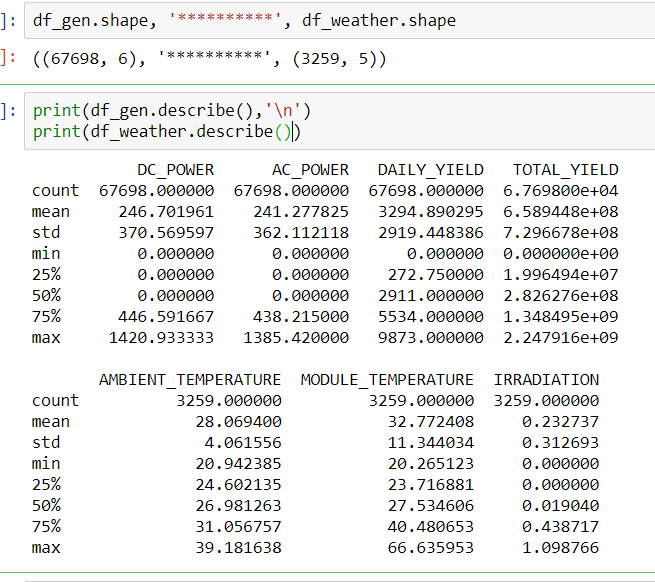 ]: df_gen.shape, '**********', df_weather.shape
]: ((67698, 6), '**********', (3259, 5))
]: print(df_gen.describe(),'\n')
print(df_weather.describe())
DC_POWER AC_POWER DAILY_YIELD TOTAL_YIELD
count 67698.000000 67698.000000 67698.000000 6.769800e+04
mean 246.701961 241.277825 3294.890295 6.589448e+08
std 370.569597 362.112118 2919.448386 7.296678e+08
min 0.000000 0.000000 0.000000 0.000000e+00
25% 0.000000 0.000000 272.750000 1.996494e+07
50% 0.000000 0.000000 2911.000000 2.826276e+08
75% 446.591667 438.215000 5534.000000 1.348495e+09
max 1420.933333 1385.420000 9873.000000 2.247916e+09
AMBIENT_TEMPERATURE MODULE_TEMPERATURE IRRADIATION
count 3259.000000 3259.000000 3259.000000
mean 28.069400 32.772408 0.232737
std 4.061556 11.344034 0.312693
min 20.942385 20.265123 0.000000
25% 24.602135 23.716881 0.000000
50% 26.981263 27.534606 0.019040
75% 31.056757 40.480653 0.438717
max 39.181638 66.635953 1.098766